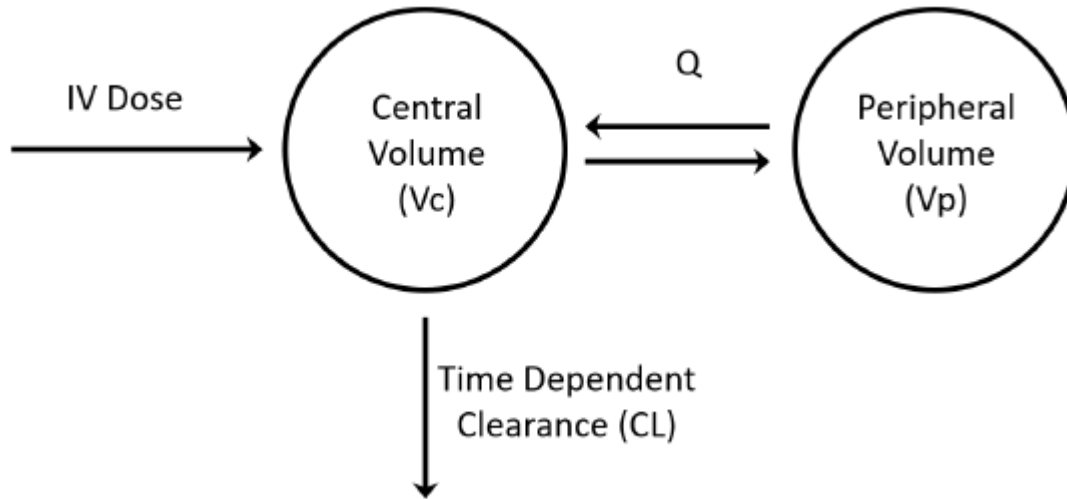 IV Dose
Central
Volume
(Vc)
Q
Peripheral
Volume
(Vp)
Time Dependent
Clearance (CL)